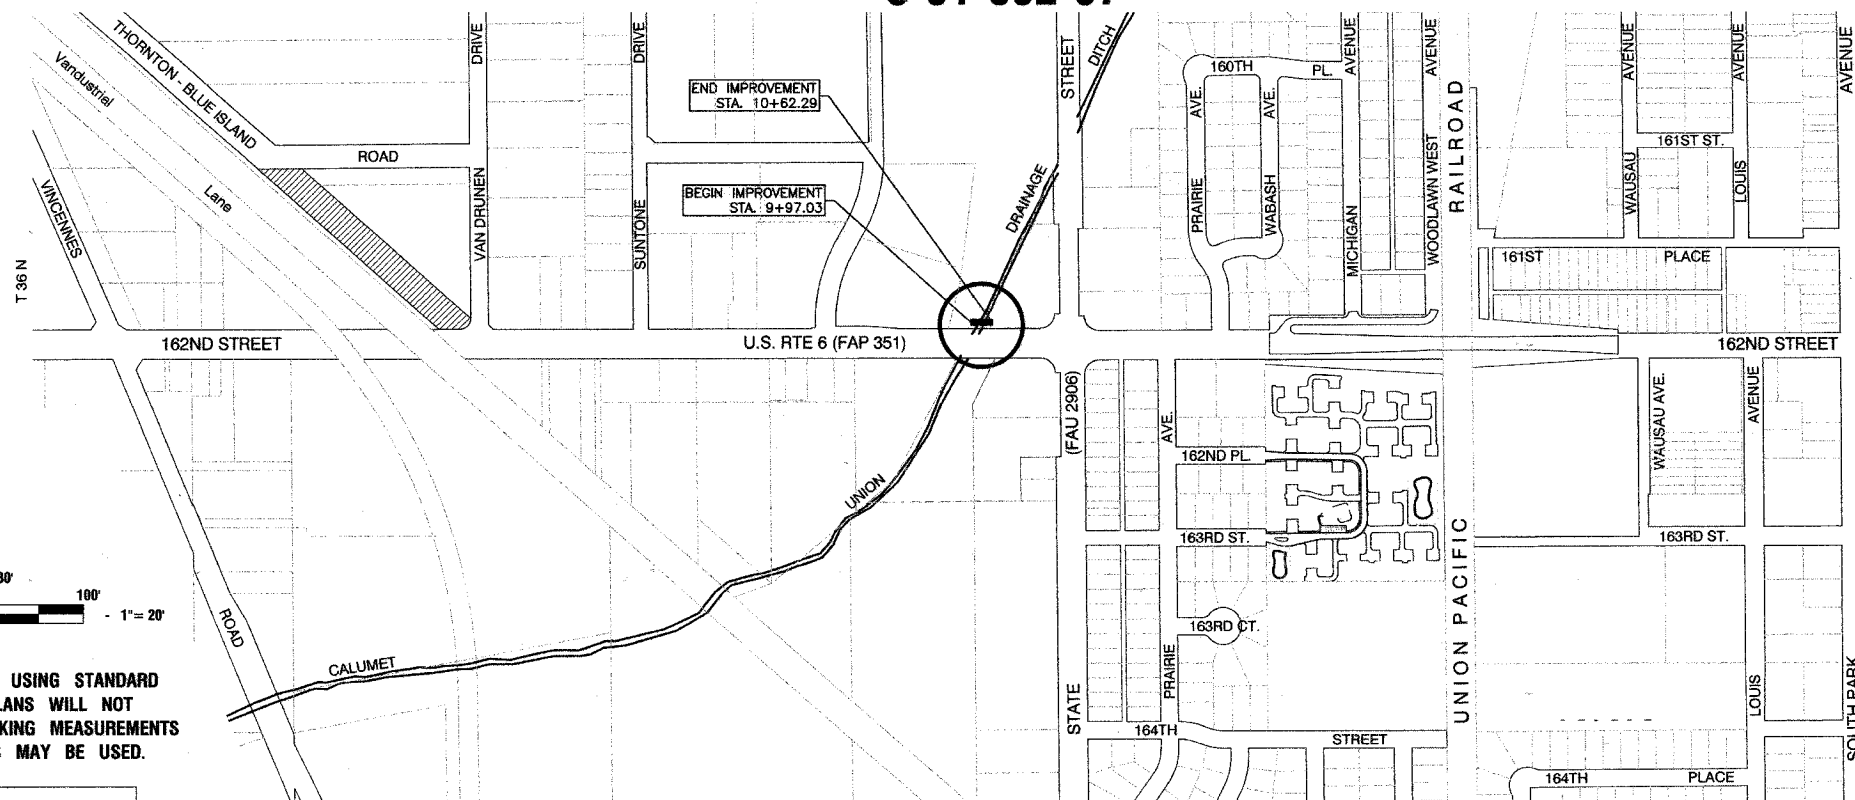 THORNTON - BLUE ISLAND
Vandustrial
Lane
ROAD
DRIVE
VAN DRUNEN
DRIVE
SUNTONE
END IMPROVEMENT
STA. 10+62.29
BEGIN IMPROVEMENT
STA. 9+97.03
STREET
DITCH
DRAINAGE
160TH
PL.
AVE.
AVE.
PRAIRIE
WABASH
AVENUE
MICHIGAN
AVENUE
WOODLAWN WEST
RAILROAD
AVENUE
WAUSAU
161ST ST.
AVENUE
LOUIS
AVENUE
161ST
PLACE
VINCENNES
T 36 N
162ND STREET
U.S. RTE 6 (FAP 351)
162ND STREET
(FAU 2906)
AVE.
162ND PL.
163RD ST.
WAUSAU AVE.
AVENUE
163RD ST.
UNION
CALUMET
ROAD
100'
- 1"= 20'
USING STANDARD
LANS WILL NOT
KING MEASUREMENTS
MAY BE USED.
163RD CT.
PRAIRIE
STATE
164TH
STREET
UNION PACIFIC
LOUIS
SOUTH PARK
164TH
PLACE